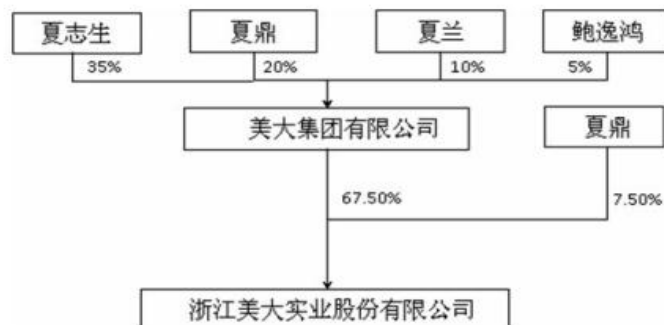 夏志生
夏鼎
夏兰
鲍逸鸿
35%
20%
10%
5%
美大集团有限公司
夏鼎
67.50%
7.50%
浙江美大实业股份有限公司